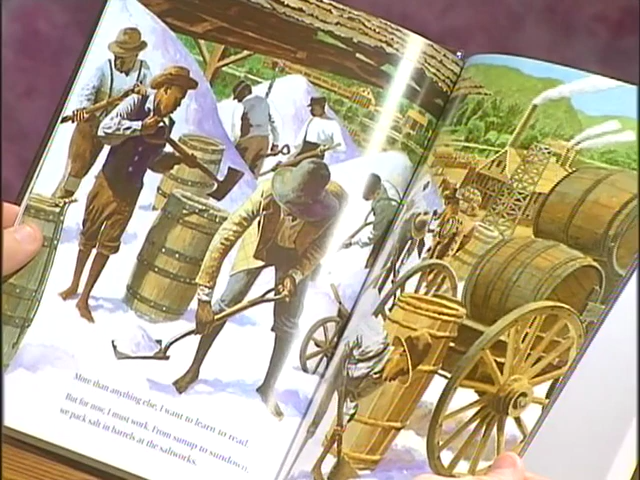 More than anything else, I want to learn to read.
But for now, I must work. From sunup to sundown,
we pack salt in barrels at the saltworks.